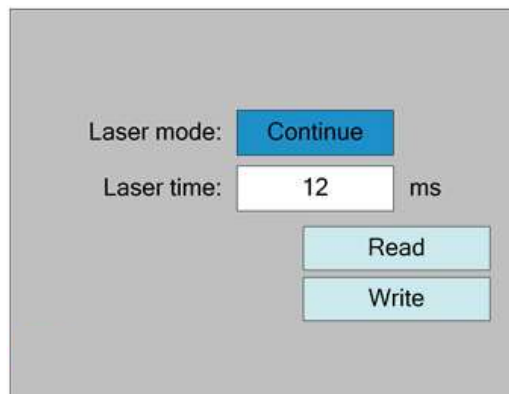 Laser mode: Continue
Laser time: 12 ms
Read
Write